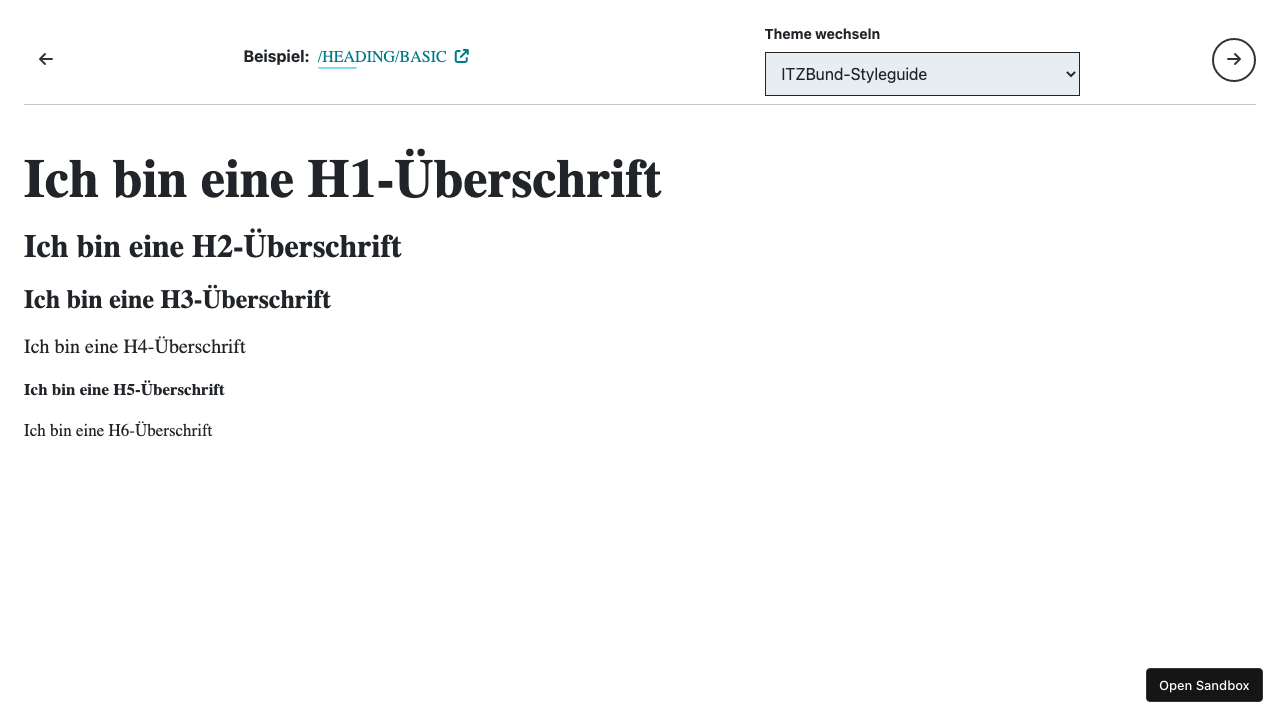 Beispiel: /HEADING/BASIC
Theme wechseln
ITZBund-Styleguide
Ich bin eine H1-Überschrift
Ich bin eine H2-Überschrift
Ich bin eine H3-Überschrift
Ich bin eine H4-Überschrift
Ich bin eine H5-Überschrift
Ich bin eine H6-Überschrift
Open Sandbox